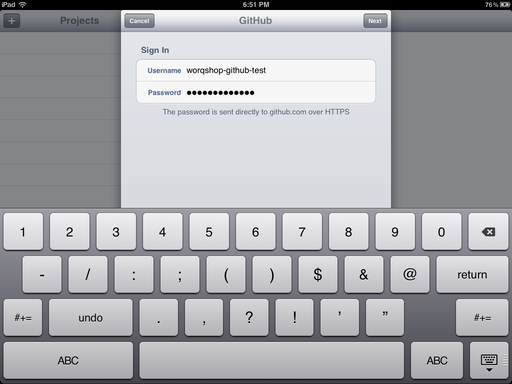 iPad 6:51 PM 76%
+ Projects Cancel GitHub Next
Sign In
Username worqshop-github-test
Password •••••••••••••
The password is sent directly to github.com over HTTPS
1 2 3 4 5 6 7 8 9 0
- / : ; ( ) $ & @ return
#+= undo . , ? ! ’ ” #+=
ABC ABC